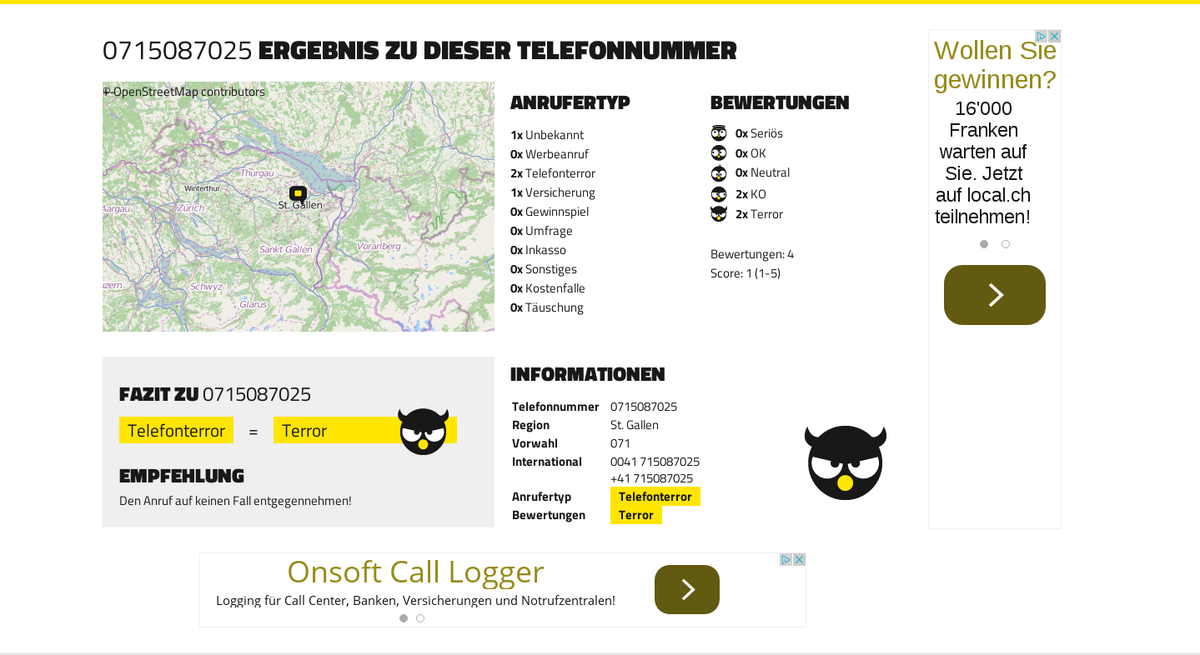 0715087025 ERGEBNIS ZU DIESER TELEFONNUMMER
© OpenStreetMap contributors
Thurgau
Winterthur
St. Gallen
Aargau
Zürich
Sankt Gallen
Vorarlberg
Schwyz
Glarus
ANRUFERTYP
1x Unbekannt
0x Werbeanruf
2x Telefonterror
1x Versicherung
0x Gewinnspiel
0x Umfrage
0x Inkasso
0x Sonstiges
0x Kostenfalle
0x Täuschung
BEWERTUNGEN
0x Seriös
0x OK
0x Neutral
2x KO
2x Terror
Bewertungen: 4
Score: 1 (1-5)
Wollen Sie
gewinnen?
16'000
Franken
warten auf
Sie. Jetzt
auf local.ch
teilnehmen!
FAZIT ZU 0715087025
Telefonterror = Terror
EMPFEHLUNG
Den Anruf auf keinen Fall entgegennehmen!
INFORMATIONEN
Telefonnummer 0715087025
Region St. Gallen
Vorwahl 071
International 0041 715087025
+41 715087025
Anrufertyp Telefonterror
Bewertungen Terror
Onsoft Call Logger
Logging für Call Center, Banken, Versicherungen und Notrufzentralen!